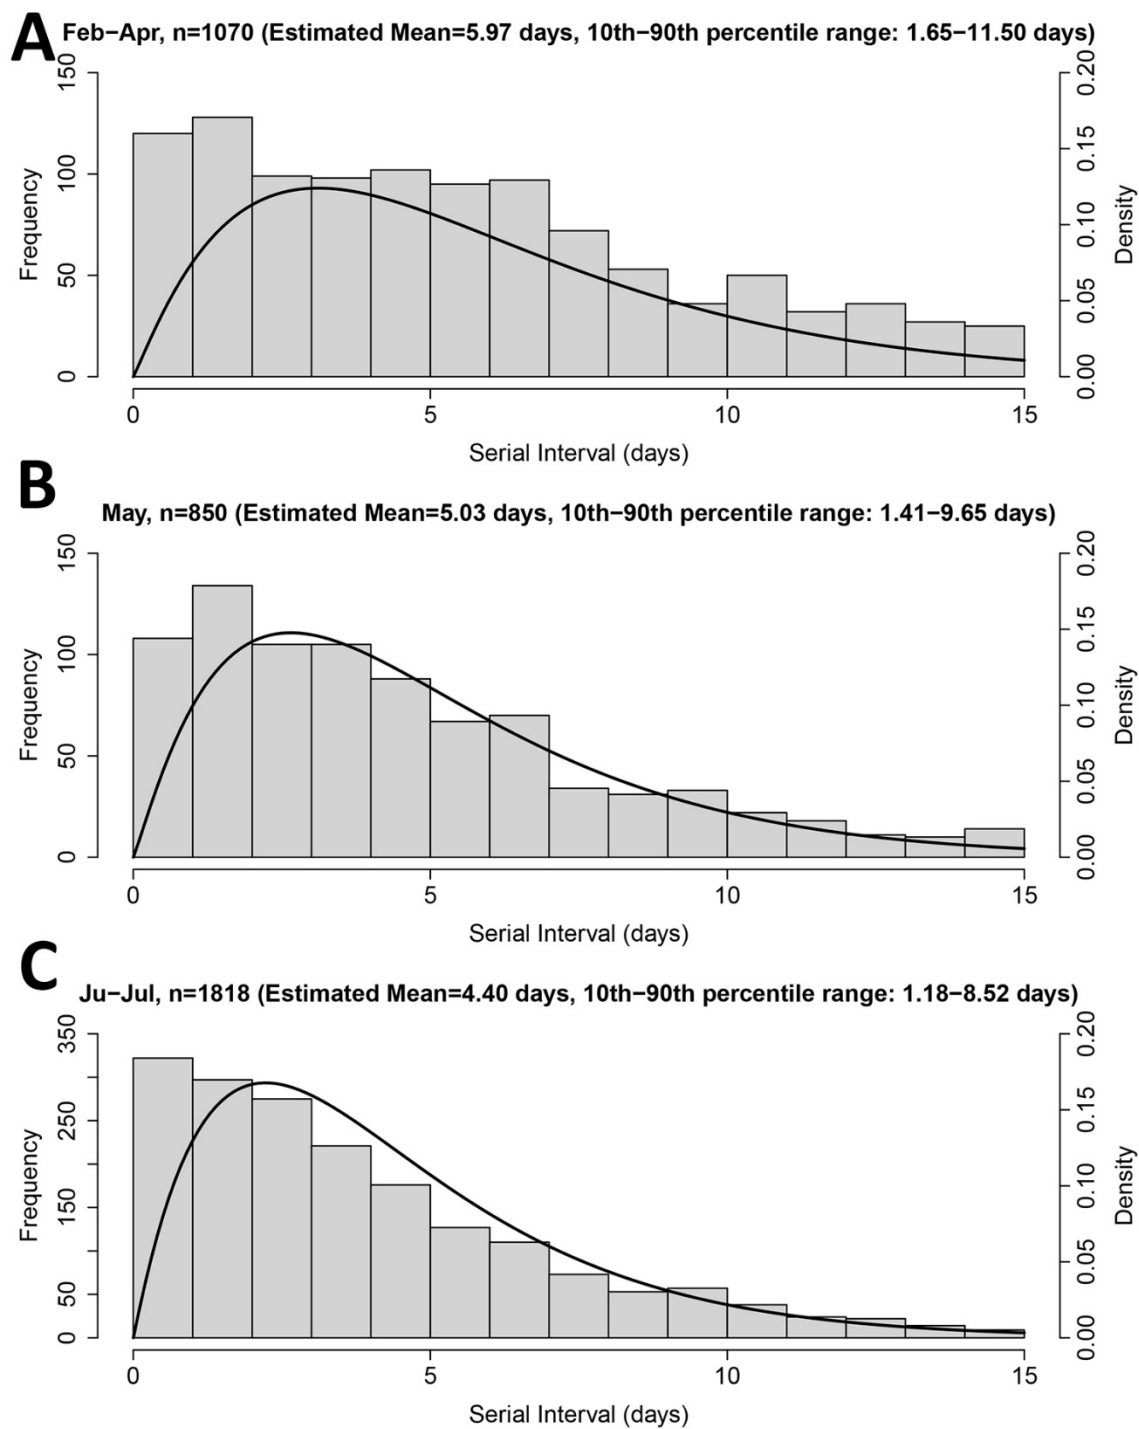 A
Feb−Apr, n=1070 (Estimated Mean=5.97 days, 10th−90th percentile range: 1.65−11.50 days)
Frequency
0 50 100 150
Density
0.00 0.05 0.10 0.15 0.20
0 5 10 15
Serial Interval (days)
B
May, n=850 (Estimated Mean=5.03 days, 10th−90th percentile range: 1.41−9.65 days)
Frequency
0 50 100 150
Density
0.00 0.05 0.10 0.15 0.20
0 5 10 15
Serial Interval (days)
C
Ju−Jul, n=1818 (Estimated Mean=4.40 days, 10th−90th percentile range: 1.18−8.52 days)
Frequency
0 50 150 250 350
Density
0.00 0.05 0.10 0.15 0.20
0 5 10 15
Serial Interval (days)